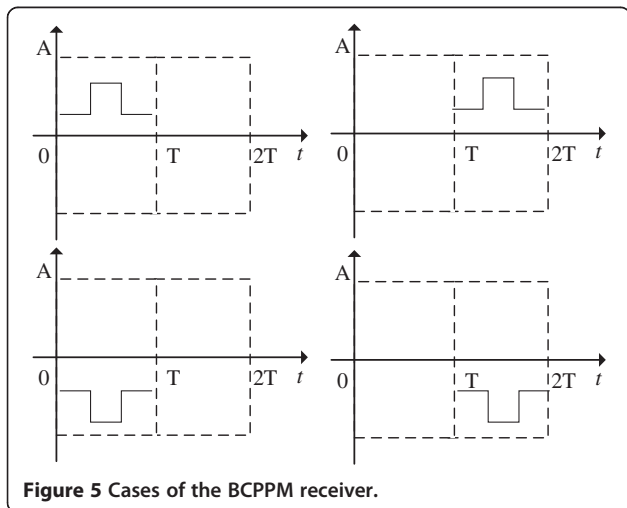 A
0 T 2T t
A
0 T 2T t
A
0 T 2T t
A
0 T 2T t
Figure 5 Cases of the BCPPM receiver.